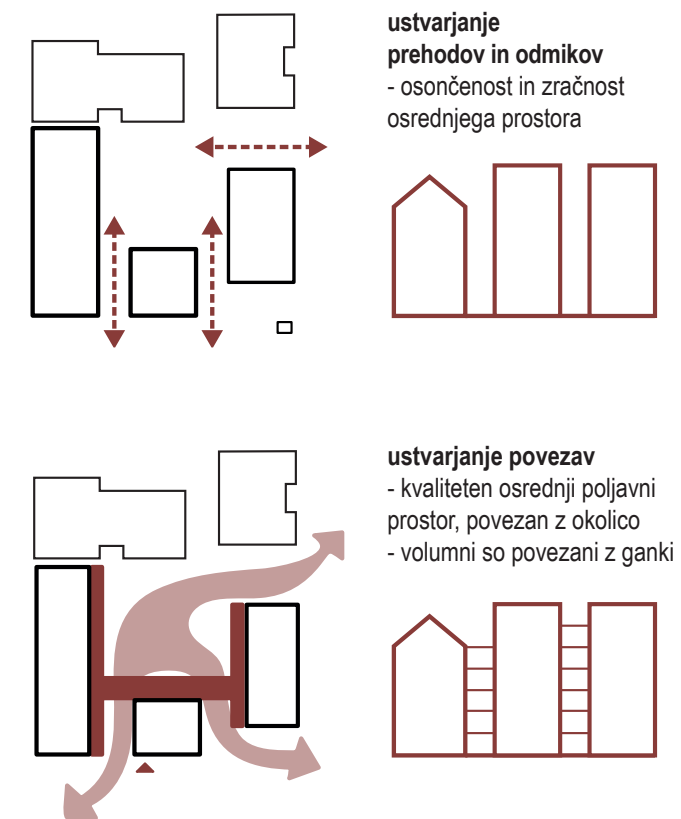 ustvarjanje
prehodov in odmikov
- osončenost in zračnost
osrednjega prostora
ustvarjanje povezav
- kvaliteten osrednji poljavni
prostor, povezan z okolico
- volumni so povezani z ganki